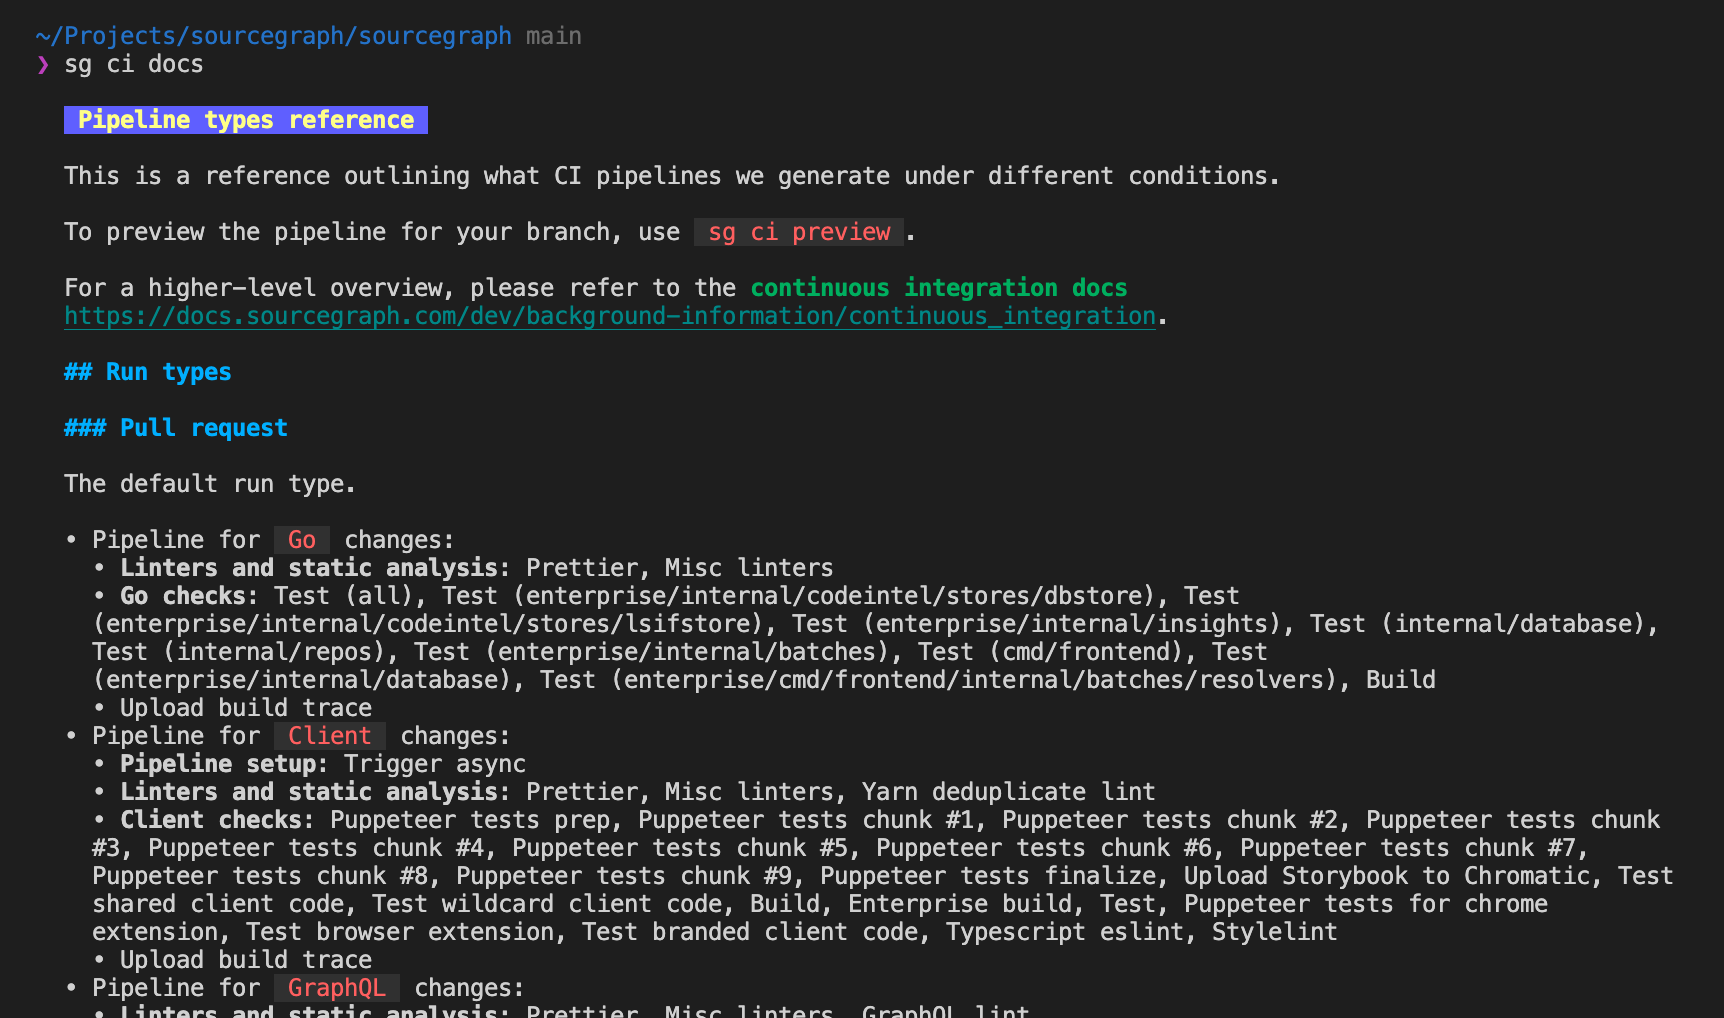 ~/Projects/sourcegraph/sourcegraph main
❯ sg ci docs
Pipeline types reference
This is a reference outlining what CI pipelines we generate under different conditions.
To preview the pipeline for your branch, use sg ci preview .
For a higher-level overview, please refer to the continuous integration docs
https://docs.sourcegraph.com/dev/background-information/continuous_integration.
## Run types
### Pull request
The default run type.
• Pipeline for Go changes:
• Linters and static analysis: Prettier, Misc linters
• Go checks: Test (all), Test (enterprise/internal/codeintel/stores/dbstore), Test
(enterprise/internal/codeintel/stores/lsifstore), Test (enterprise/internal/insights), Test (internal/database),
Test (internal/repos), Test (enterprise/internal/batches), Test (cmd/frontend), Test
(enterprise/internal/database), Test (enterprise/cmd/frontend/internal/batches/resolvers), Build
• Upload build trace
• Pipeline for Client changes:
• Pipeline setup: Trigger async
• Linters and static analysis: Prettier, Misc linters, Yarn deduplicate lint
• Client checks: Puppeteer tests prep, Puppeteer tests chunk #1, Puppeteer tests chunk #2, Puppeteer tests chunk
#3, Puppeteer tests chunk #4, Puppeteer tests chunk #5, Puppeteer tests chunk #6, Puppeteer tests chunk #7,
Puppeteer tests chunk #8, Puppeteer tests chunk #9, Puppeteer tests finalize, Upload Storybook to Chromatic, Test
shared client code, Test wildcard client code, Build, Enterprise build, Test, Puppeteer tests for chrome
extension, Test browser extension, Test branded client code, Typescript eslint, Stylelint
• Upload build trace
• Pipeline for GraphQL changes:
• Linters and static analysis: Prettier, Misc linters, GraphQL lint